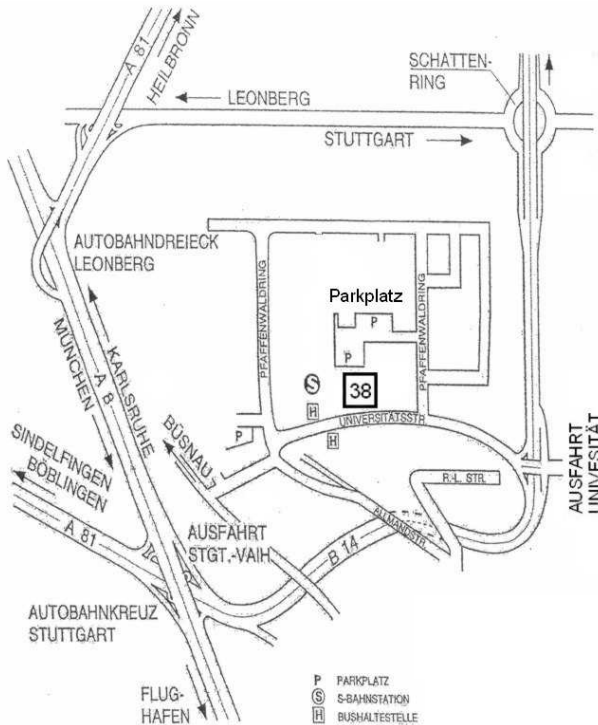 A 81
HEILBRONN
SCHATTEN-
RING
LEONBERG
STUTTGART
AUTOBAHNDREIECK
LEONBERG
PFAFFENWALDRING
Parkplatz
P
P
PFAFFENWALDRING
MÜNCHEN
A 8
KARLSRUHE
S
38
H
UNIVERSITÄTSSTR.
H
P
BÜSNAU
SINDELFINGEN
BÖBLINGEN
A 81
R.-L. STR.
AUSFAHRT
UNIVESITÄT
ALLMANDSTR.
AUSFAHRT
STGT.-VAIH.
B 14
AUTOBAHNKREUZ
STUTTGART
FLUG-
HAFEN
P PARKPLATZ
S S-BAHNSTATION
H BUSHALTESTELLE